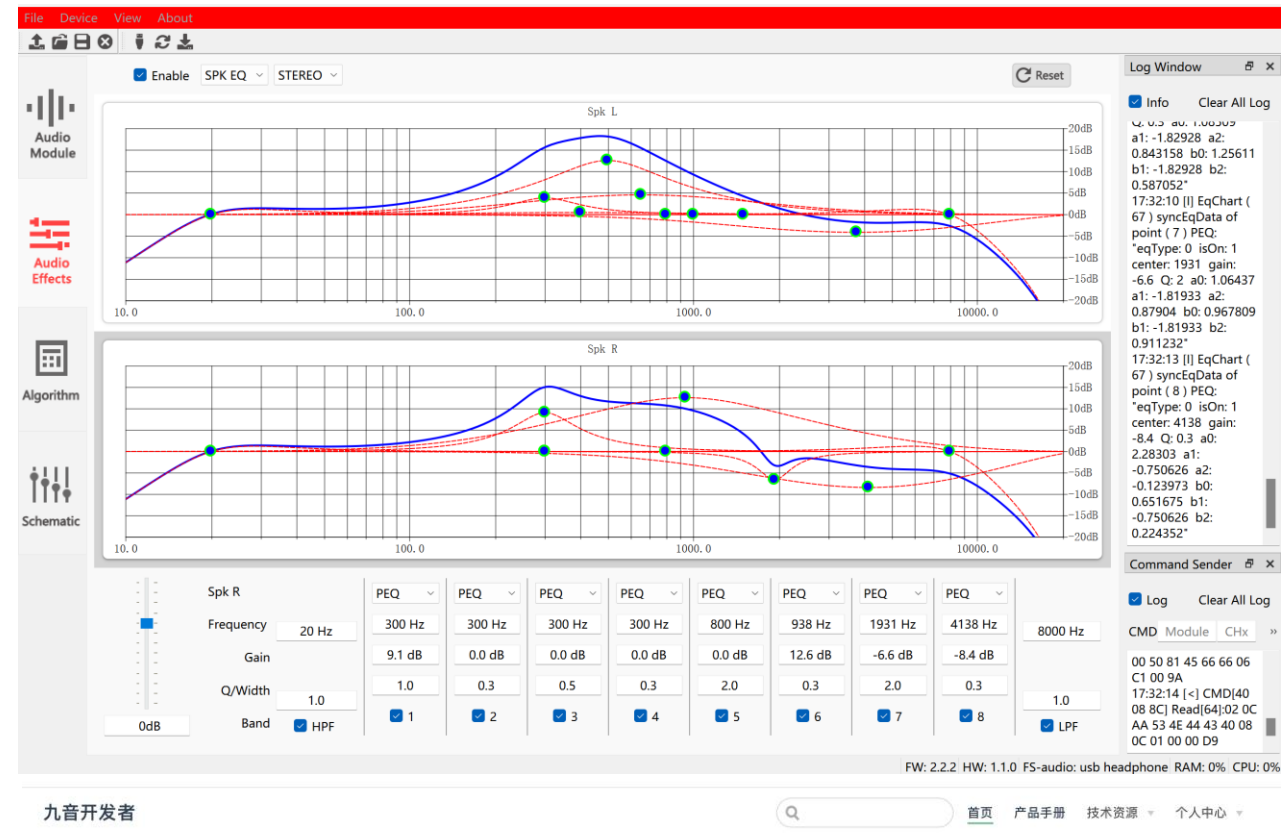 File Device View About
Enable SPK EQ STEREO Reset
Audio
Module
Audio
Effects
Algorithm
Schematic
Spk L
20dB
15dB
10dB
5dB
0dB
-5dB
-10dB
-15dB
-20dB
10.0 100.0 1000.0 10000.0
Spk R
20dB
15dB
10dB
5dB
0dB
-5dB
-10dB
-15dB
-20dB
10.0 100.0 1000.0 10000.0
Spk R PEQ PEQ PEQ PEQ PEQ PEQ PEQ PEQ
Frequency 20 Hz 300 Hz 300 Hz 300 Hz 300 Hz 800 Hz 938 Hz 1931 Hz 4138 Hz 8000 Hz
Gain 9.1 dB 0.0 dB 0.0 dB 0.0 dB 0.0 dB 12.6 dB -6.6 dB -8.4 dB
Q/Width 1.0 1.0 0.3 0.5 0.3 2.0 0.3 2.0 0.3 1.0
0dB Band HPF 1 2 3 4 5 6 7 8 LPF
Log Window
Info Clear All Log
Q: 0.3 a0: 1.08509
a1: -1.82928 a2:
0.843158 b0: 1.25611
b1: -1.82928 b2:
0.587052"
17:32:10 [I] EqChart (
67 ) syncEqData of
point ( 7 ) PEQ:
"eqType: 0 isOn: 1
center: 1931 gain:
-6.6 Q: 2 a0: 1.06437
a1: -1.81933 a2:
0.87904 b0: 0.967809
b1: -1.81933 b2:
0.911232"
17:32:13 [I] EqChart (
67 ) syncEqData of
point ( 8 ) PEQ:
"eqType: 0 isOn: 1
center: 4138 gain:
-8.4 Q: 0.3 a0:
2.28303 a1:
-0.750626 a2:
-0.123973 b0:
0.651675 b1:
-0.750626 b2:
0.224352"
Command Sender
Log Clear All Log
CMD Module CHx »
00 50 81 45 66 66 06
C1 00 9A
17:32:14 [<] CMD[40
08 8C] Read[64]:02 0C
AA 53 4E 44 43 40 08
0C 01 00 00 D9
FW: 2.2.2 HW: 1.1.0 FS-audio: usb headphone RAM: 0% CPU: 0%
九音开发者 首页 产品手册 技术资源 个人中心